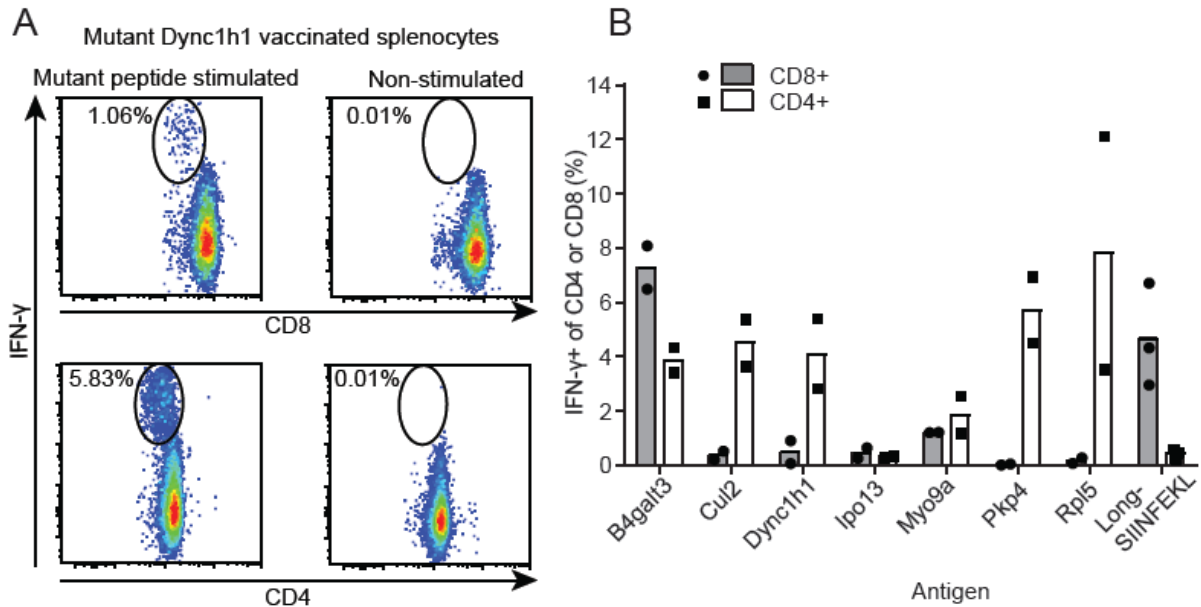 A
Mutant Dync1h1 vaccinated splenocytes
Mutant peptide stimulated
Non-stimulated
1.06%
0.01%
CD8
IFN-γ
5.83%
0.01%
CD4
B
CD8+
CD4+
IFN-γ+ of CD4 or CD8 (%)
14
12
10
8
6
4
2
0
B4galt3
Cul2
Dync1h1
Ipo13
Myo9a
Pkp4
Rpl5
Long-
SIINFEKL
Antigen